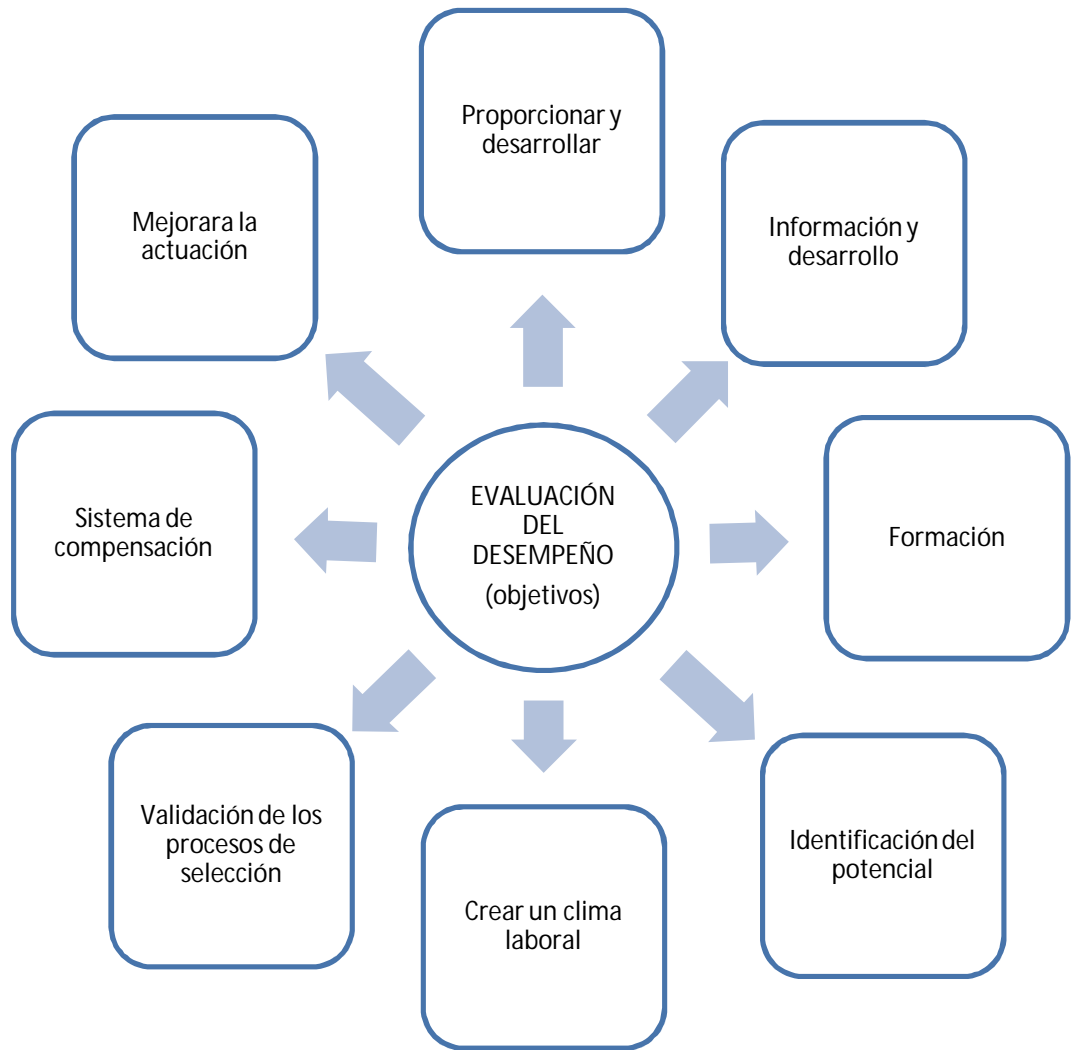 Proporcionar y
desarrollar
Información y
desarrollo
Formación
Identificación del
potencial
Crear un clima
laboral
Validación de los
procesos de
selección
Sistema de
compensación
Mejorara la
actuación
EVALUACIÓN
DEL
DESEMPEÑO
(objetivos)